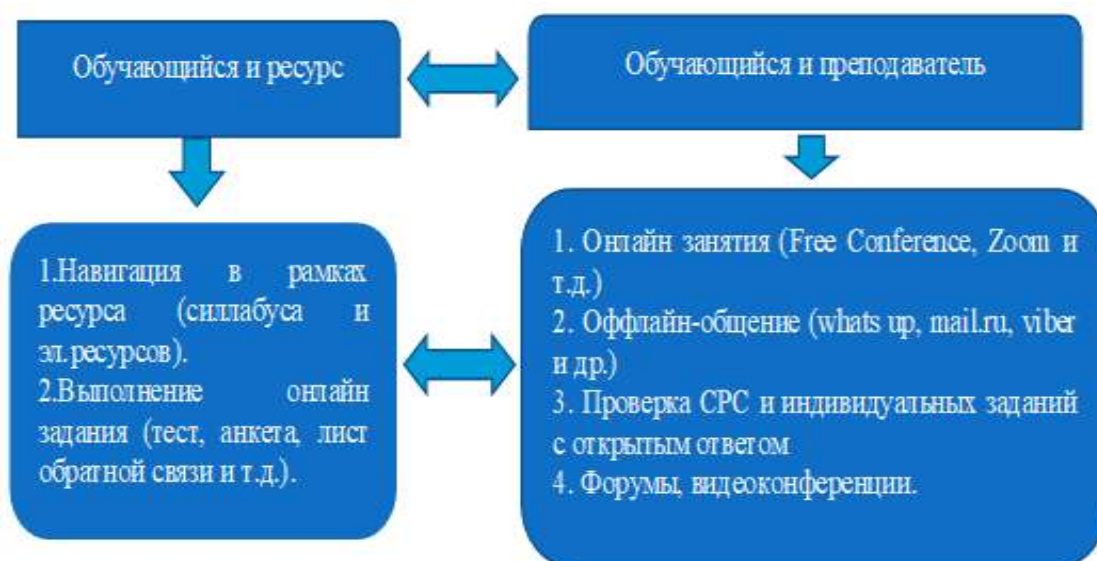 Обучающийся и ресурс
Обучающийся и преподаватель
1.Навигация в рамках
ресурса (силлабуса и
эл.ресурсов).
2.Выполнение онлайн
задания (тест, анкета, лист
обратной связи и т.д.).
1. Онлайн занятия (Free Conference, Zoom и
т.д.)
2. Оффлайн-общение (whats up, mail.ru, viber
и др.)
3. Проверка СРС и индивидуальных заданий
с открытым ответом
4. Форумы, видеоконференции.